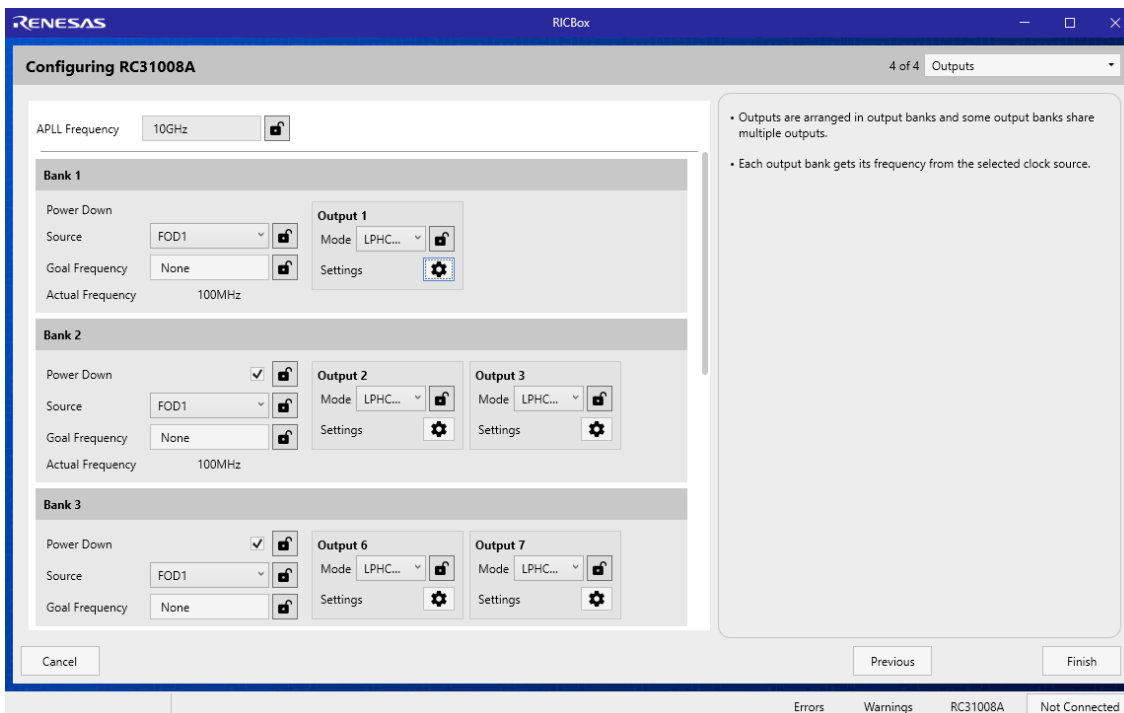 RENESAS
RICBox
Configuring RC31008A
4 of 4 Outputs
APLL Frequency 10GHz
Bank 1
Power Down
Source FOD1
Goal Frequency None
Actual Frequency 100MHz
Output 1
Mode LPHC...
Settings
Bank 2
Power Down
Source FOD1
Goal Frequency None
Actual Frequency 100MHz
Output 2
Mode LPHC...
Settings
Output 3
Mode LPHC...
Settings
Bank 3
Power Down
Source FOD1
Goal Frequency None
Output 6
Mode LPHC...
Settings
Output 7
Mode LPHC...
Settings
• Outputs are arranged in output banks and some output banks share
multiple outputs.
• Each output bank gets its frequency from the selected clock source.
Cancel
Previous
Finish
Errors Warnings RC31008A Not Connected